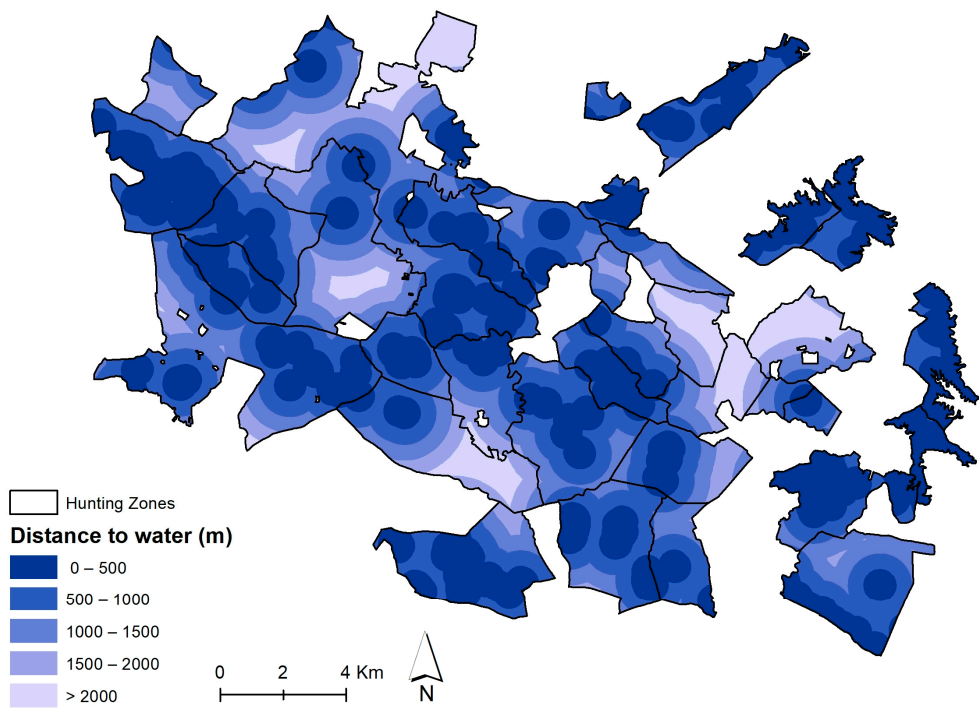 Hunting Zones
Distance to water (m)
0 – 500
500 – 1000
1000 – 1500
1500 – 2000
> 2000
0 2 4 Km
N